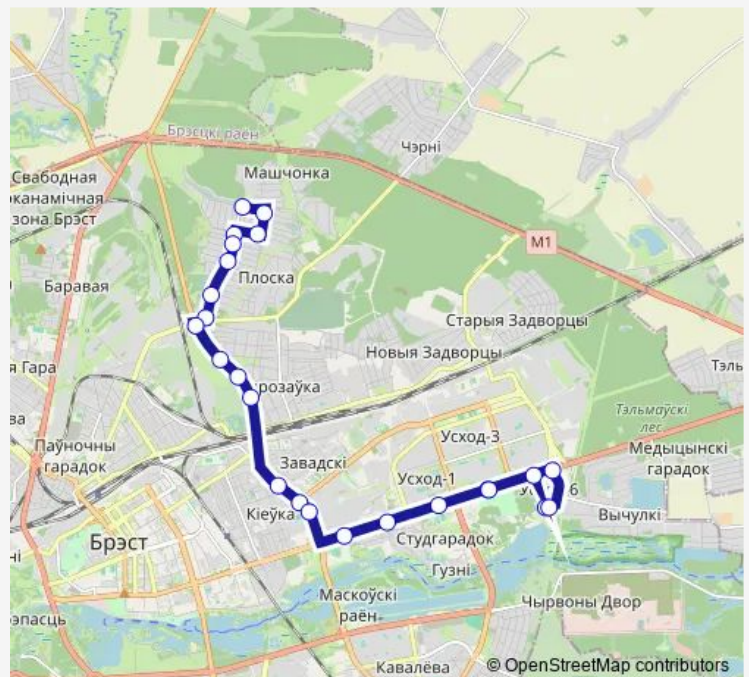 Брэсцкі раён
Чэрні
Свабодная
эканамічная
зона Брэст
Машчонка
M1
Плоска
Баравая
Старыя Задворцы
Новыя Задворцы
Тэль
я Гара
розаўка
Тэльмаўскі
лес
Паўночны
гарадок
Усход-3
Медыцынскі
гарадок
Завадскі
Усход-1
6
Кіеўка
Вычулкі
Брэст
Студгарадок
Гузні
Маскоўскі
раён
Чырвоны Двор
Кавалёва
© OpenStreetMap contributors